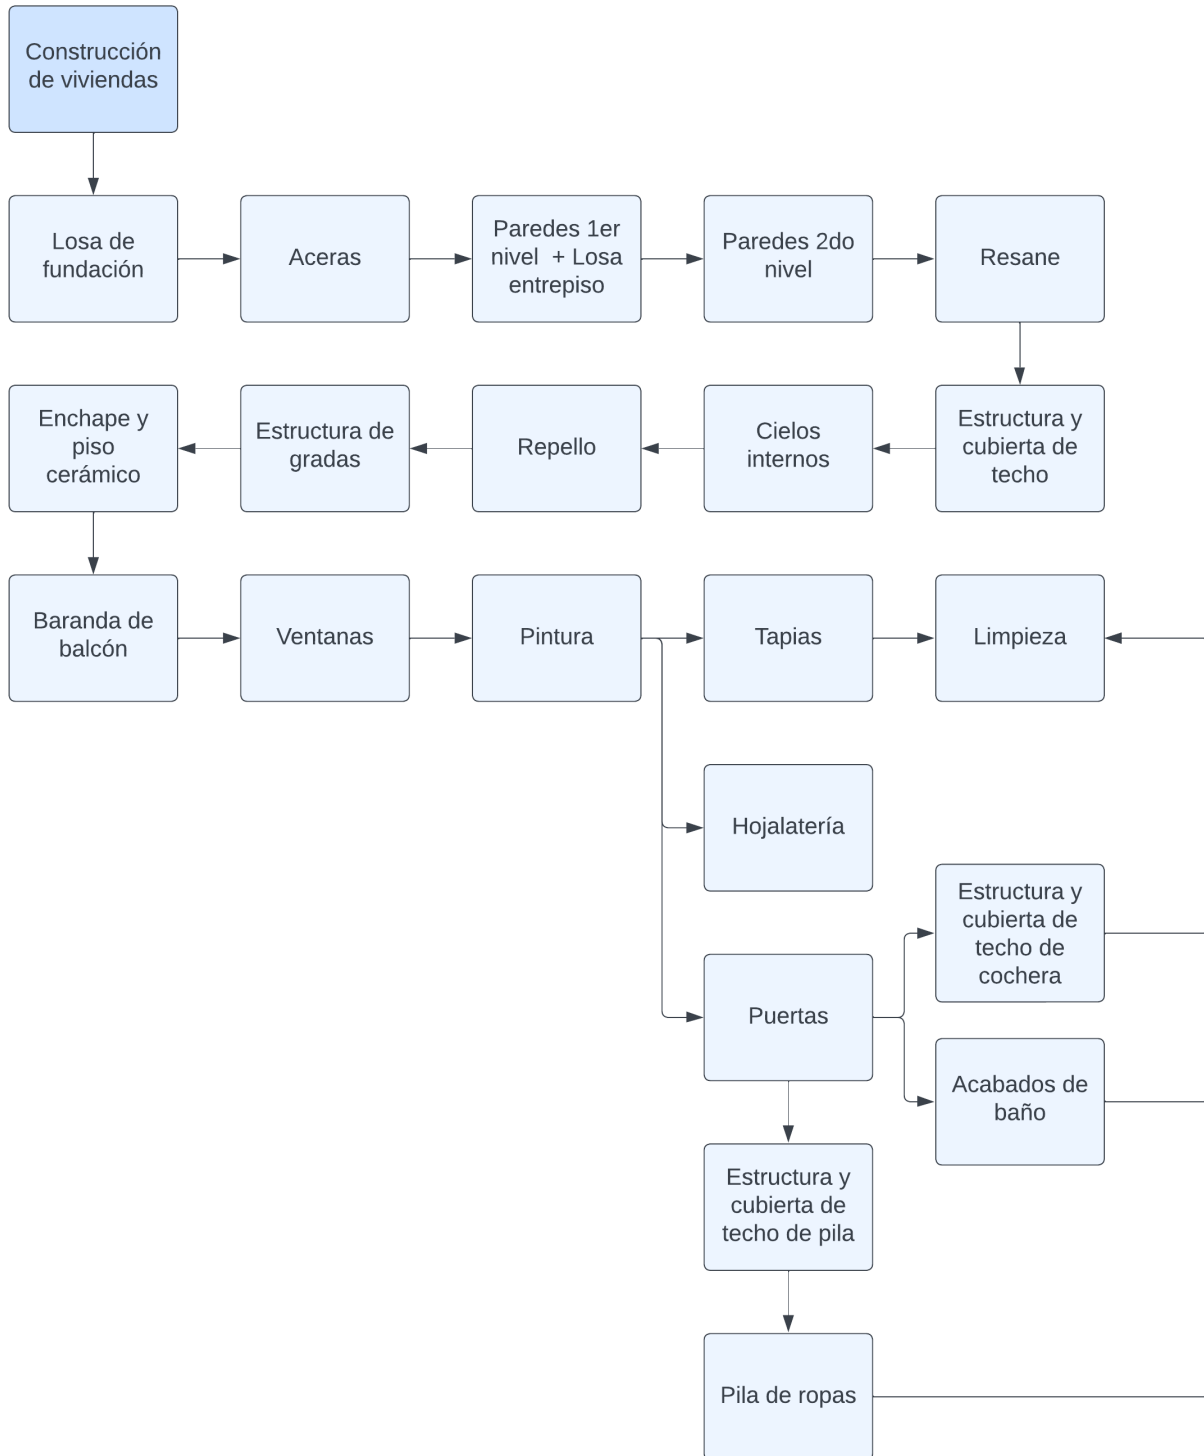 Construcción
de viviendas
Losa de
fundación
Aceras
Paredes 1er
nivel + Losa
entrepiso
Paredes 2do
nivel
Resane
Enchape y
piso
cerámico
Estructura de
gradas
Repello
Cielos
internos
Estructura y
cubierta de
techo
Baranda de
balcón
Ventanas
Pintura
Tapias
Limpieza
Hojalatería
Estructura y
cubierta de
techo de
cochera
Puertas
Acabados de
baño
Estructura y
cubierta de
techo de pila
Pila de ropas